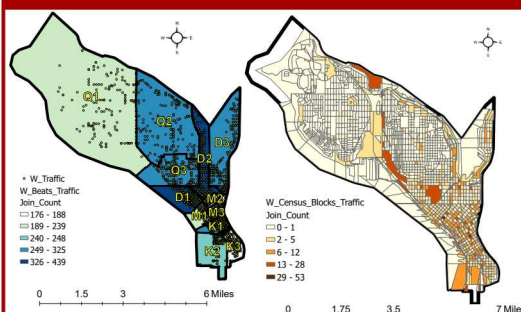 N
W E
S
Q1
Q2
D3
D2
Q3
D1
M2
M3
K1
K3
K2
W_Traffic
W_Beats_Traffic
Join_Count
176 - 188
189 - 239
240 - 248
249 - 325
326 - 439
0 1.5 3 6 Miles
N
W E
S
W_Census_Blocks_Traffic
Join_Count
0 - 1
2 - 5
6 - 12
13 - 28
29 - 53
0 1.75 3.5 7 Miles